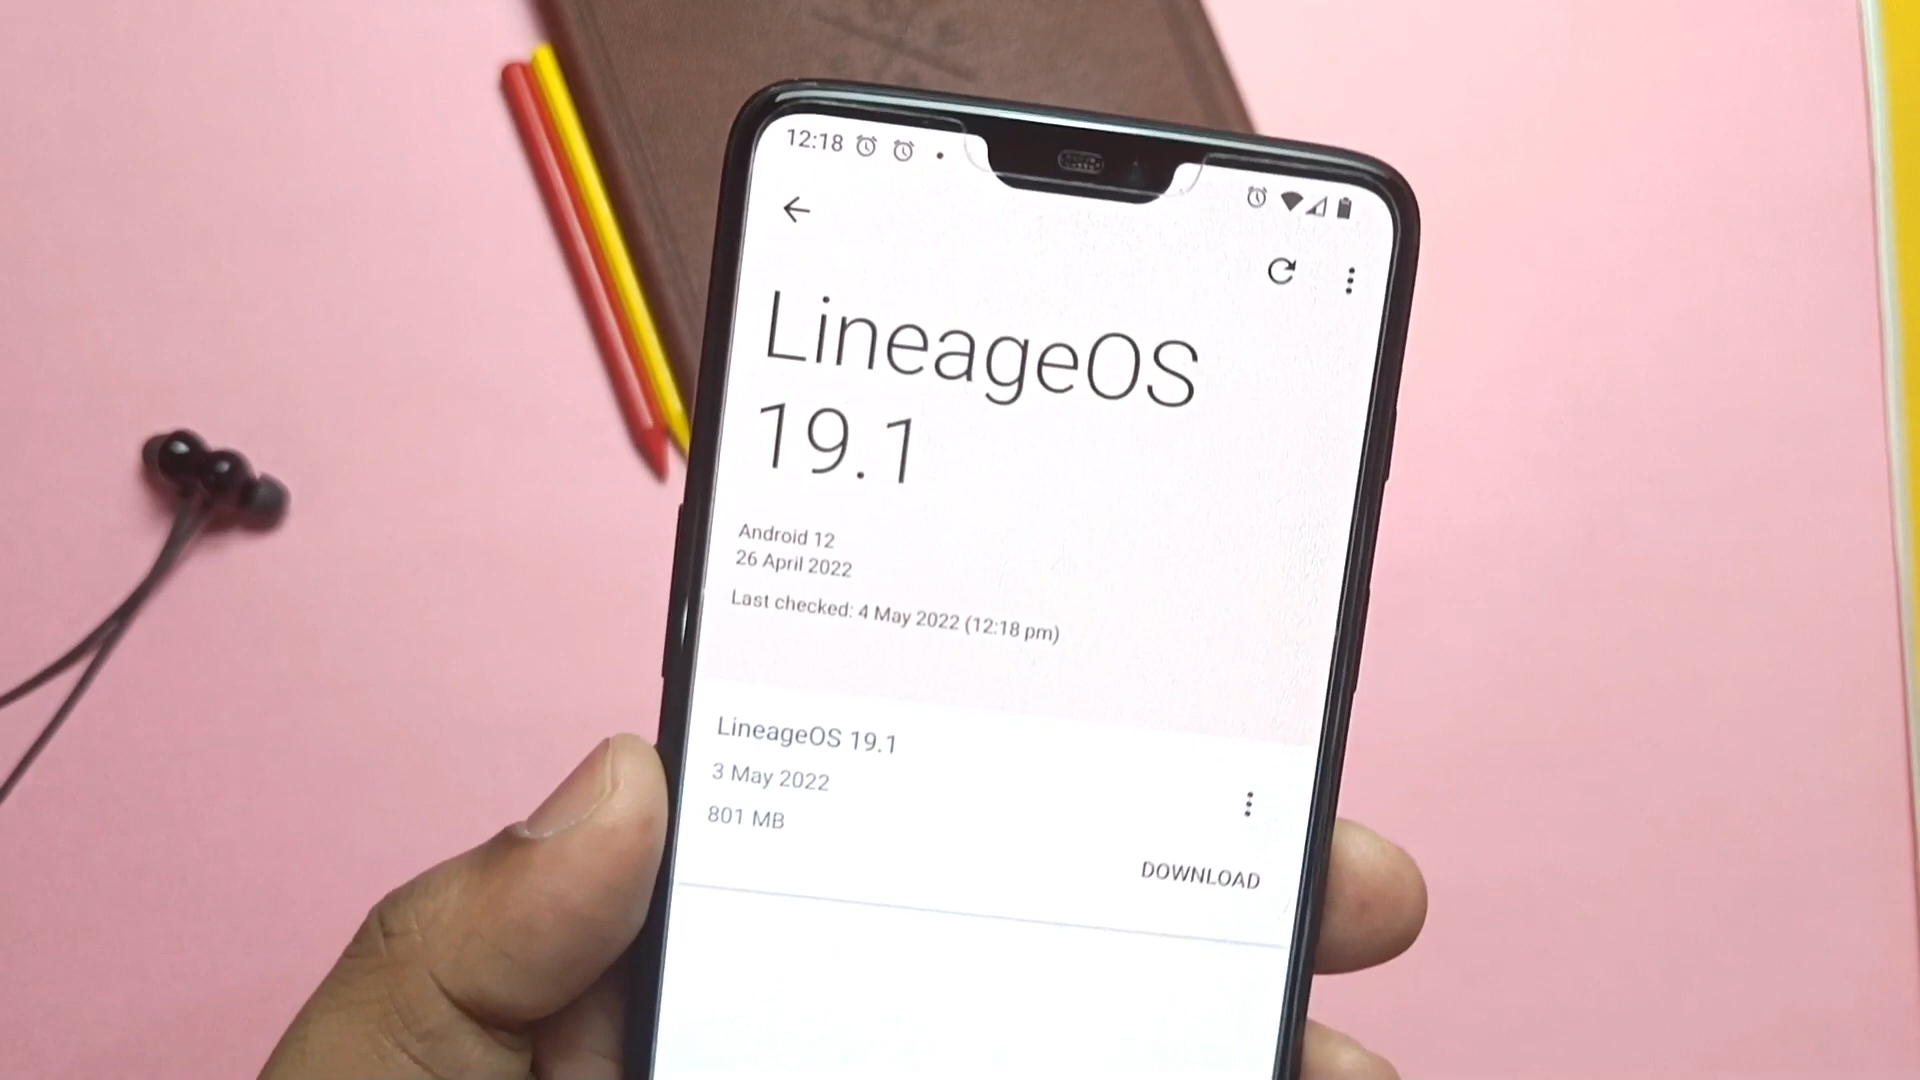 12:18
LineageOS
19.1
Android 12
26 April 2022
Last checked: 4 May 2022 (12:18 pm)
LineageOS 19.1
3 May 2022
801 MB
DOWNLOAD